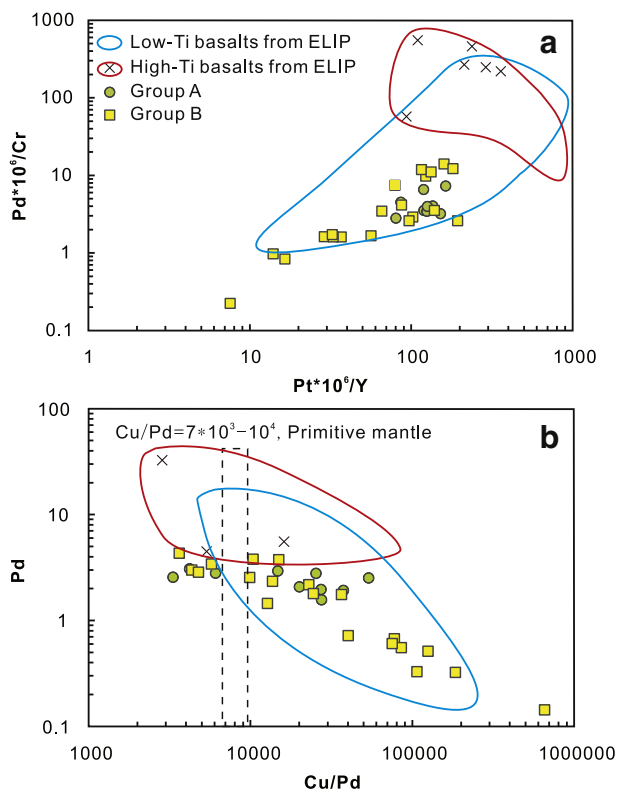 1000
100
10
1
0.1
Pd*10⁶/Cr
Low-Ti basalts from ELIP
High-Ti basalts from ELIP
Group A
Group B
a
1
10
100
1000
Pt*10⁶/Y
100
10
1
0.1
Pd
Cu/Pd=7*10³−10⁴, Primitive mantle
b
1000
10000
100000
1000000
Cu/Pd